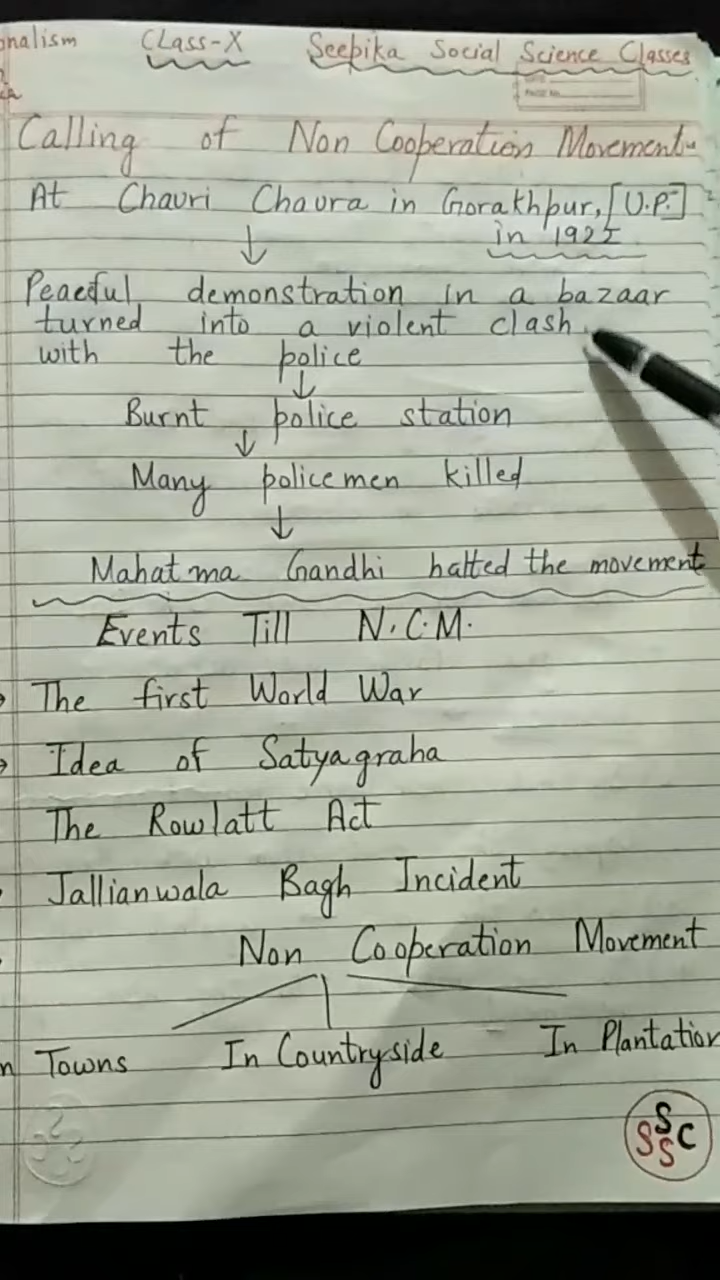 onalism CLass-X Seepika Social Science Classes
Calling of Non Cooperation Movement-
At Chauri Chaura in Gorakhpur, [U.P.]
in 1922
Peaceful demonstration in a bazaar
turned into a violent clash
with the police
Burnt police station
Many policemen killed
Mahatma Gandhi halted the movement
Events Till N.C.M.
The first World War
Idea of Satyagraha
The Rowlatt Act
Jallianwala Bagh Incident
Non Cooperation Movement
n Towns In Countryside In Plantation
SSSC